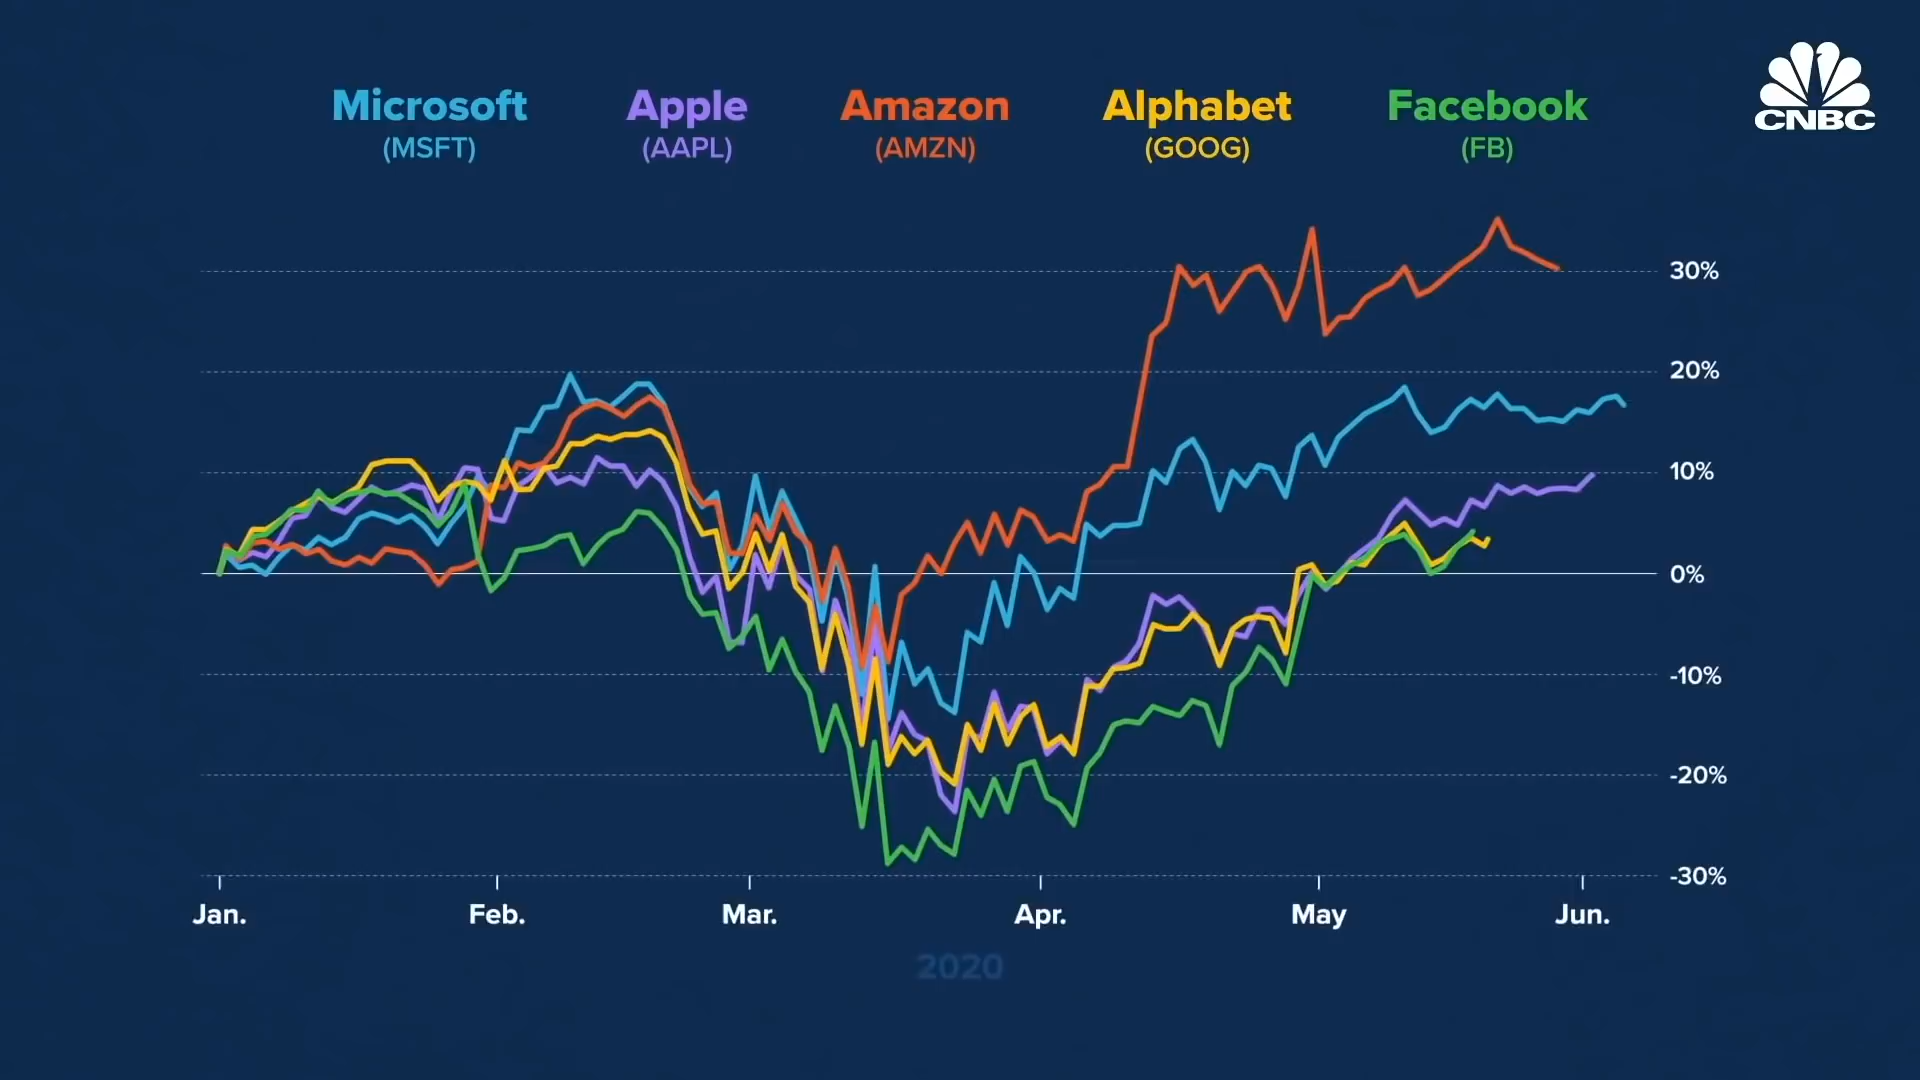 Microsoft
(MSFT)
Apple
(AAPL)
Amazon
(AMZN)
Alphabet
(GOOG)
Facebook
(FB)
CNBC
30%
20%
10%
0%
-10%
-20%
-30%
Jan. Feb. Mar. Apr. May Jun.
2020